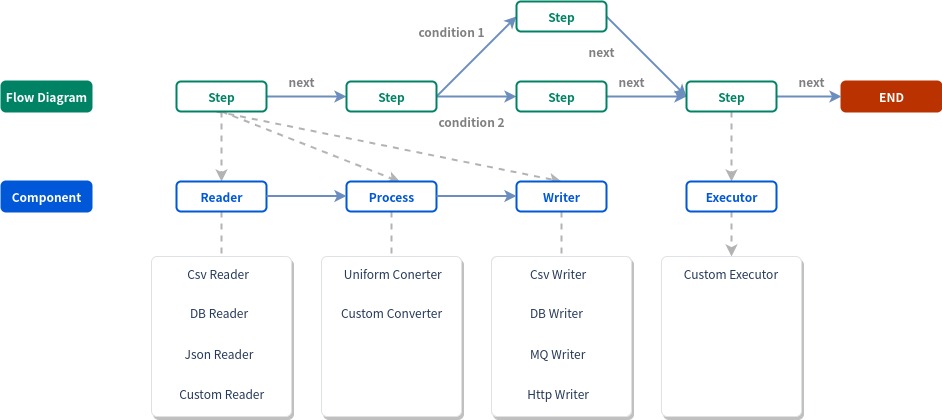 Step
condition 1
next
Flow Diagram
Step
next
Step
Step
next
Step
next
END
condition 2
Component
Reader
Process
Writer
Executor
Csv Reader
Uniform Conerter
Csv Writer
Custom Executor
DB Reader
Custom Converter
DB Writer
Json Reader
MQ Writer
Custom Reader
Http Writer